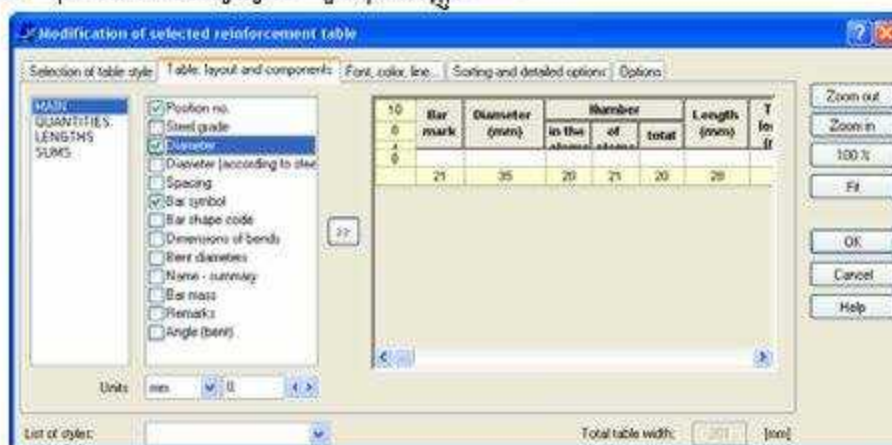 Modification of selected reinforcement table
Selection of table style Table: layout and components Font, color, line... Sorting and detailed options Options
MAIN
QUANTITIES
LENGTHS
SUMS
Position no.
Steel grade
Diameter
Diameter (according to stee
Spacing
Bar symbol
Bar shape code
Dimensions of bends
Bent diameters
Name - summary
Bar mass
Remarks
Angle (bent)
>>
10 Bar mark Diameter (mm) Number Length (mm) T
8 in the of total
0
21 35 20 21 20 28
Zoom out
Zoom in
100 %
Fit
OK
Cancel
Help
Units mm 0
List of styles: Total table width: 201 [mm]